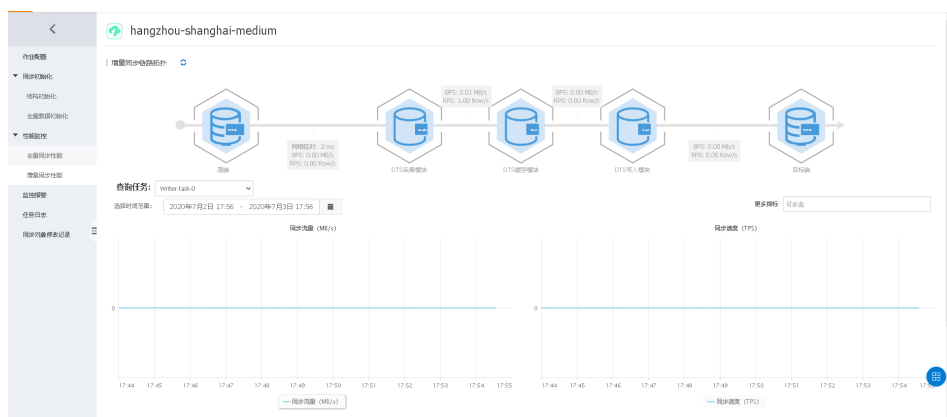 hangzhou-shanghai-medium
作业配置
同步初始化
结构初始化
全量数据初始化
性能监控
全量同步性能
增量同步性能
监控报警
任务日志
同步对象修改记录
增量同步链路拓扑
BPS: 0.01 MB/s
RPS: 1.00 Row/s
BPS: 0.00 MB/s
RPS: 0.00 Row/s
网络延时: 2 ms
BPS: 0.00 MB/s
RPS: 0.00 Row/s
BPS: 0.00 Mb/s
RPS: 0.00 Row/s
源端
DTS采集模块
DTS缓存模块
DTS写入模块
目标端
查询任务: Writer-task-0
选择时间范围: 2020年7月2日 17:56 - 2020年7月3日 17:56
更多指标 可多选
同步流量 (MB/s)
0
17:44 17:45 17:46 17:47 17:48 17:49 17:50 17:51 17:52 17:53 17:54 17:55
同步流量 (MB/s)
同步速度 (TPS)
0
17:44 17:45 17:46 17:47 17:48 17:49 17:50 17:51 17:52 17:53 17:54
同步速度 (TPS)